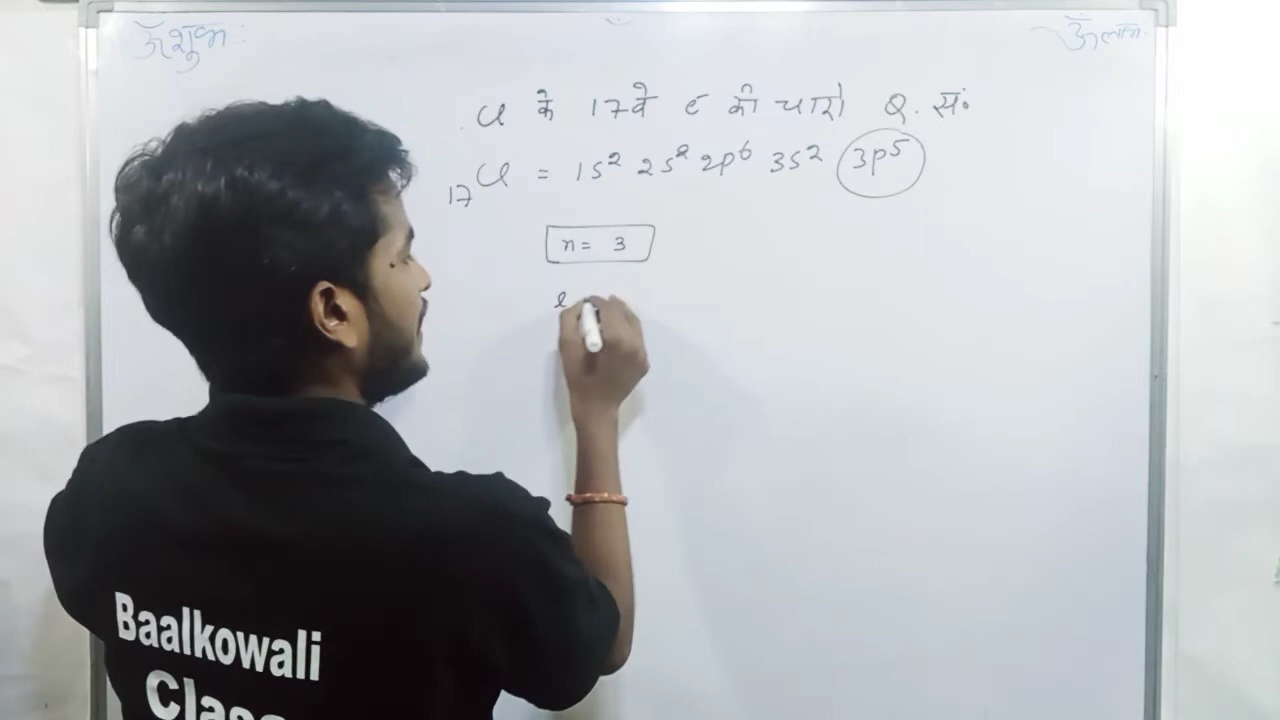 ॐ शुभः
ॐ लाभः
Cl के 17वे e⁻ की चारो Q. सं॰
₁₇Cl = 1s² 2s² 2p⁶ 3s² 3p⁵
n = 3
l
Baalkowali
Class